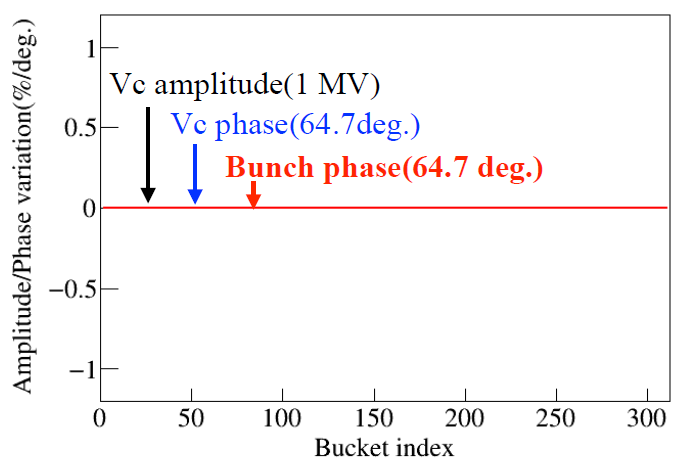 Amplitude/Phase variation(%/deg.)
1
0.5
0
−0.5
−1
Vc amplitude(1 MV)
Vc phase(64.7deg.)
Bunch phase(64.7 deg.)
0 50 100 150 200 250 300
Bucket index